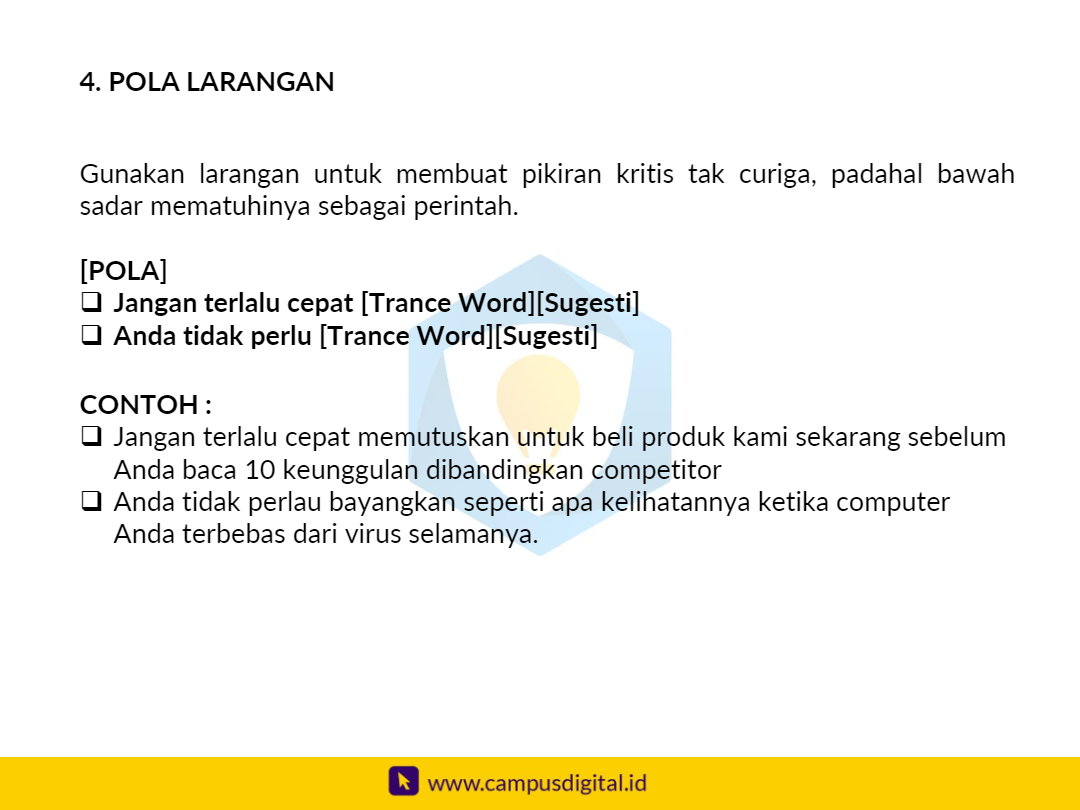 4. POLA LARANGAN
Gunakan larangan untuk membuat pikiran kritis tak curiga, padahal bawah
sadar mematuhinya sebagai perintah.
[POLA]
❑ Jangan terlalu cepat [Trance Word][Sugesti]
❑ Anda tidak perlu [Trance Word][Sugesti]
CONTOH :
❑ Jangan terlalu cepat memutuskan untuk beli produk kami sekarang sebelum
Anda baca 10 keunggulan dibandingkan competitor
❑ Anda tidak perlau bayangkan seperti apa kelihatannya ketika computer
Anda terbebas dari virus selamanya.
www.campusdigital.id